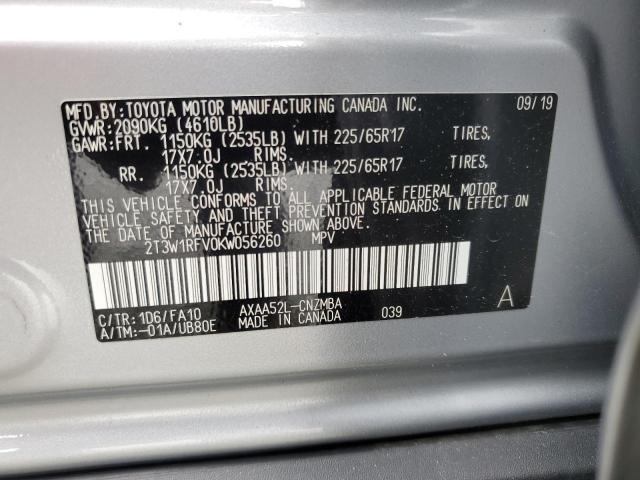 MFD.BY:TOYOTA MOTOR MANUFACTURING CANADA INC. 09/19
GVWR:2090KG (4610LB)
GAWR:FRT. 1150KG (2535LB) WITH 225/65R17 TIRES,
17X7.0J RIMS.
RR. 1150KG (2535LB) WITH 225/65R17 TIRES,
17X7.0J RIMS.
THIS VEHICLE CONFORMS TO ALL APPLICABLE FEDERAL MOTOR
VEHICLE SAFETY AND THEFT PREVENTION STANDARDS IN EFFECT ON
THE DATE OF MANUFACTURE SHOWN ABOVE.
2T3W1RFV0KW056260 MPV
C/TR:1D6/FA10 AXAA52L-CNZMBA A
A/TM:-01A/UB80E MADE IN CANADA 039